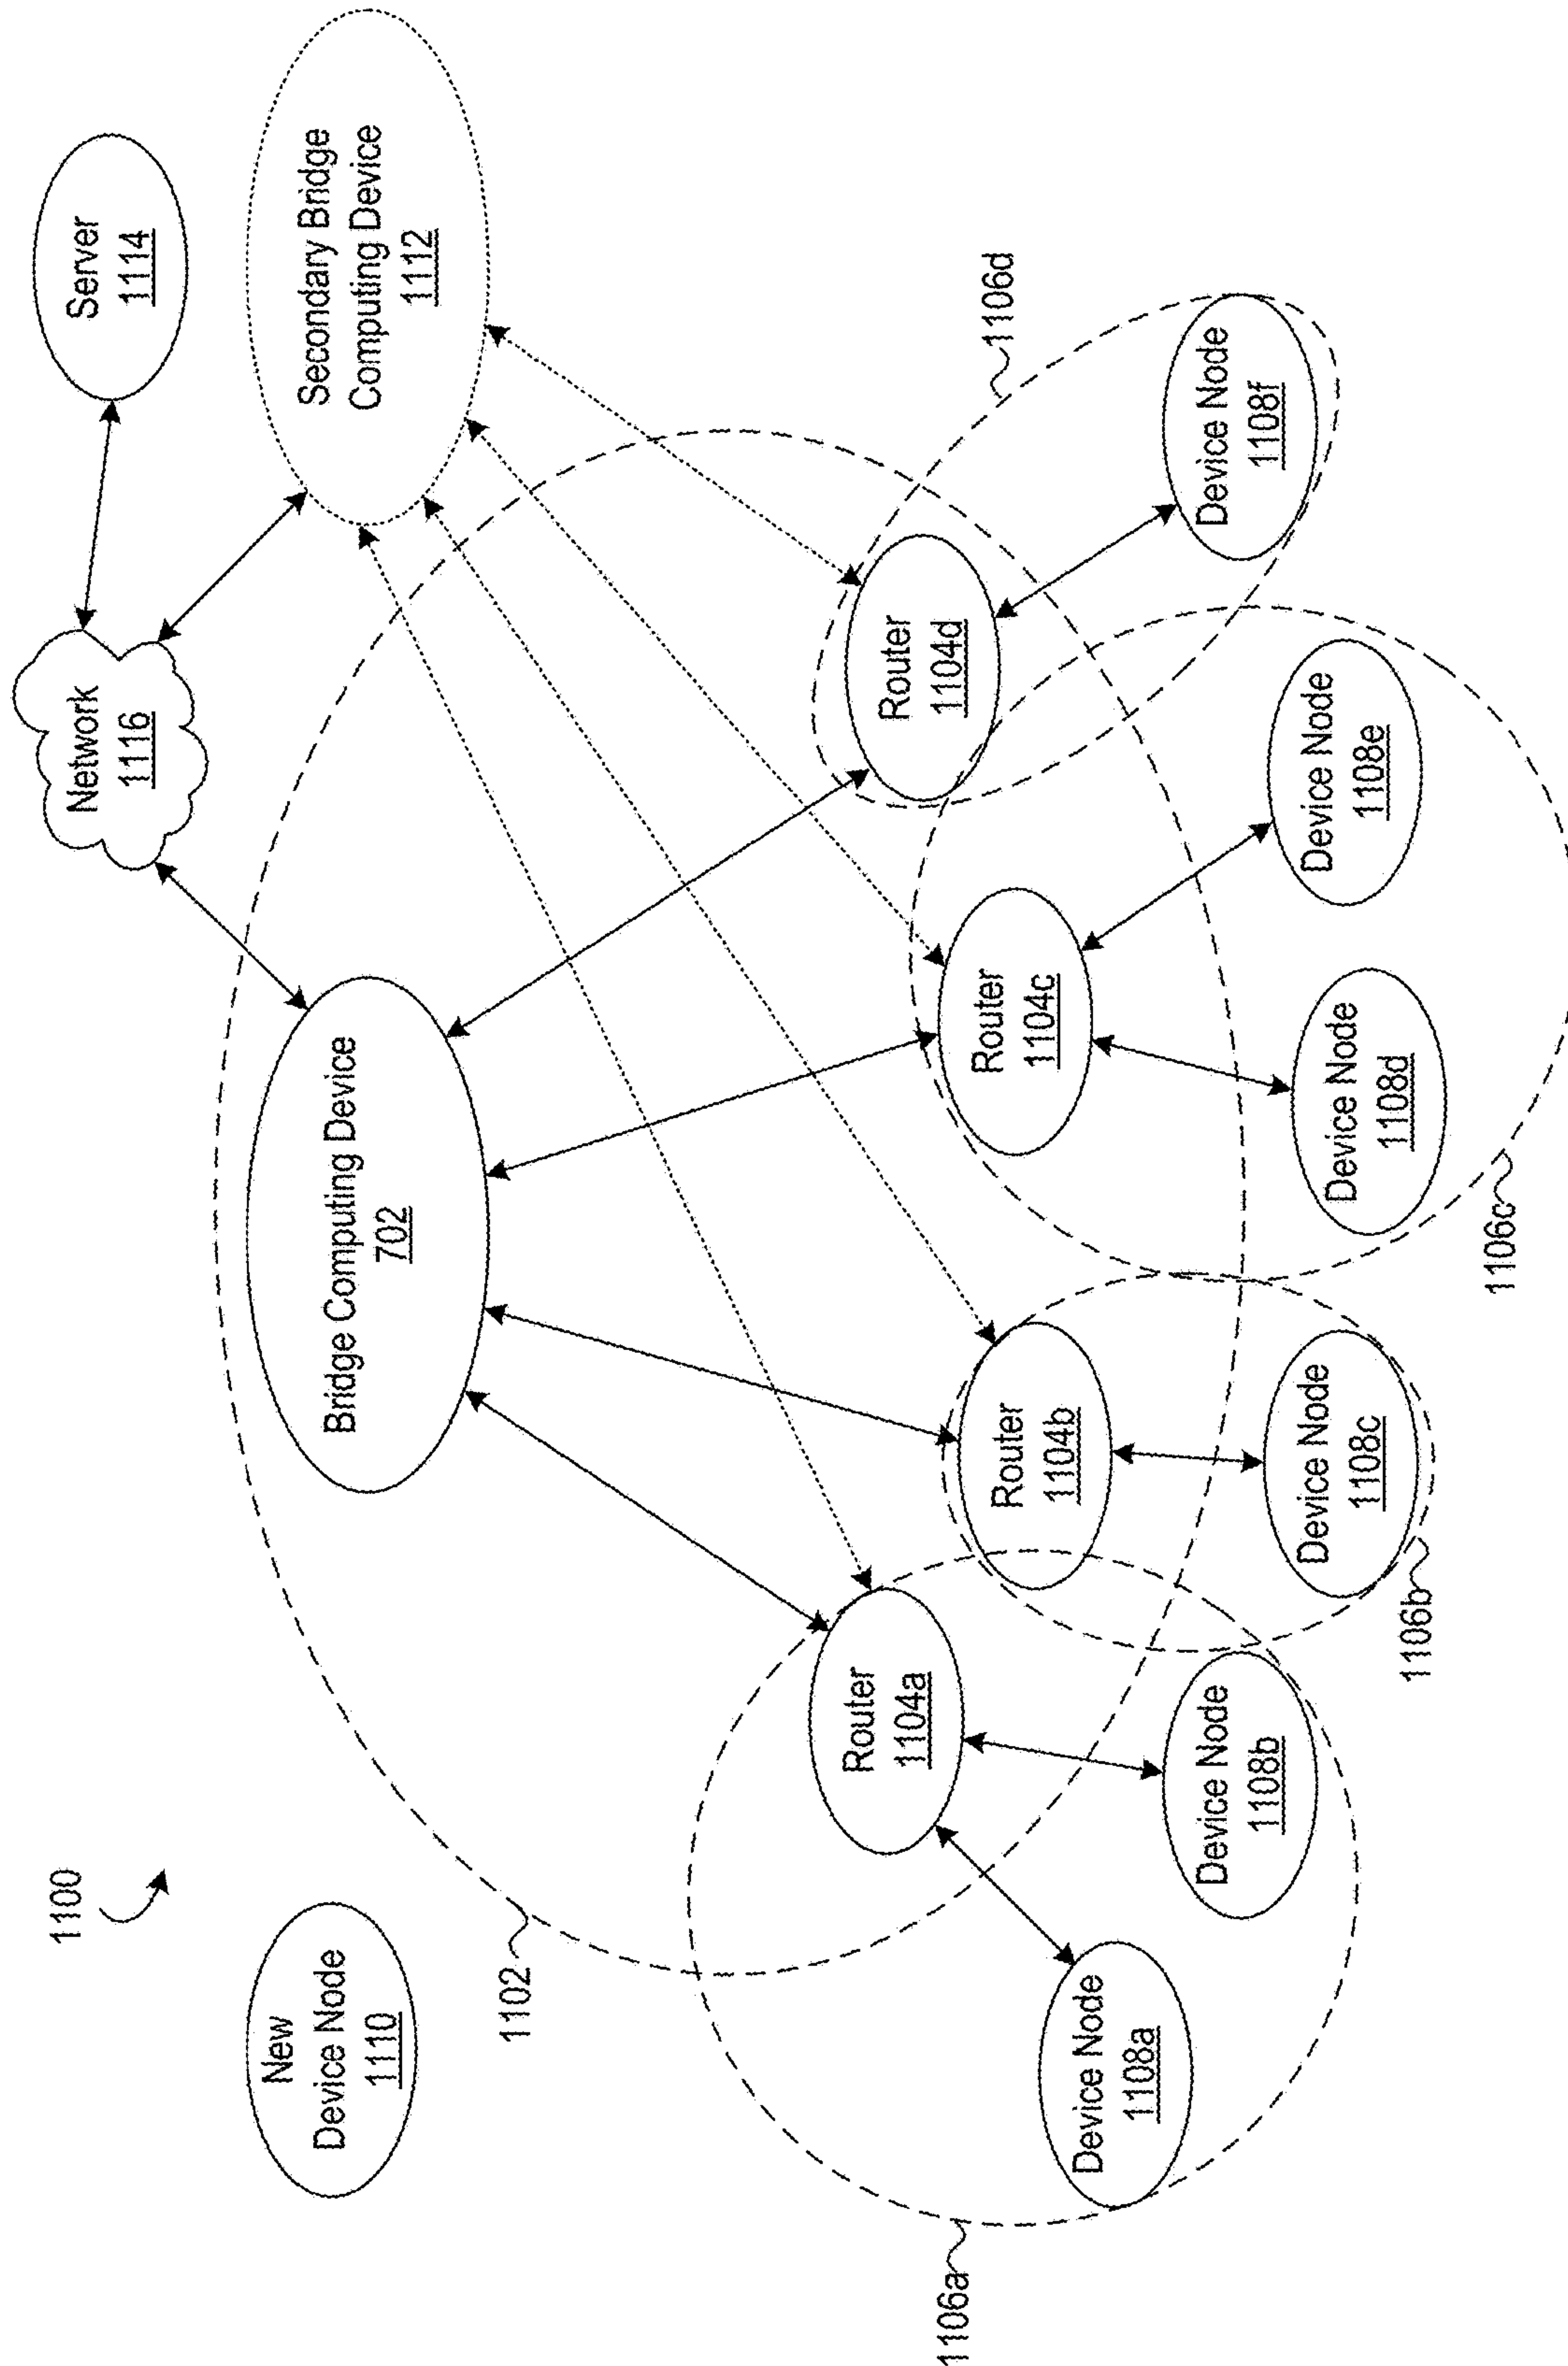 1100
New
Device Node
1110
Network
1116
Server
1114
Bridge Computing Device
702
Secondary Bridge
Computing Device
1112
1102
Router
1104a
Router
1104b
Router
1104c
Router
1104d
1106d
Device Node
1108a
Device Node
1108b
Device Node
1108c
Device Node
1108d
Device Node
1108e
Device Node
1108f
1106a
1106b
1106c